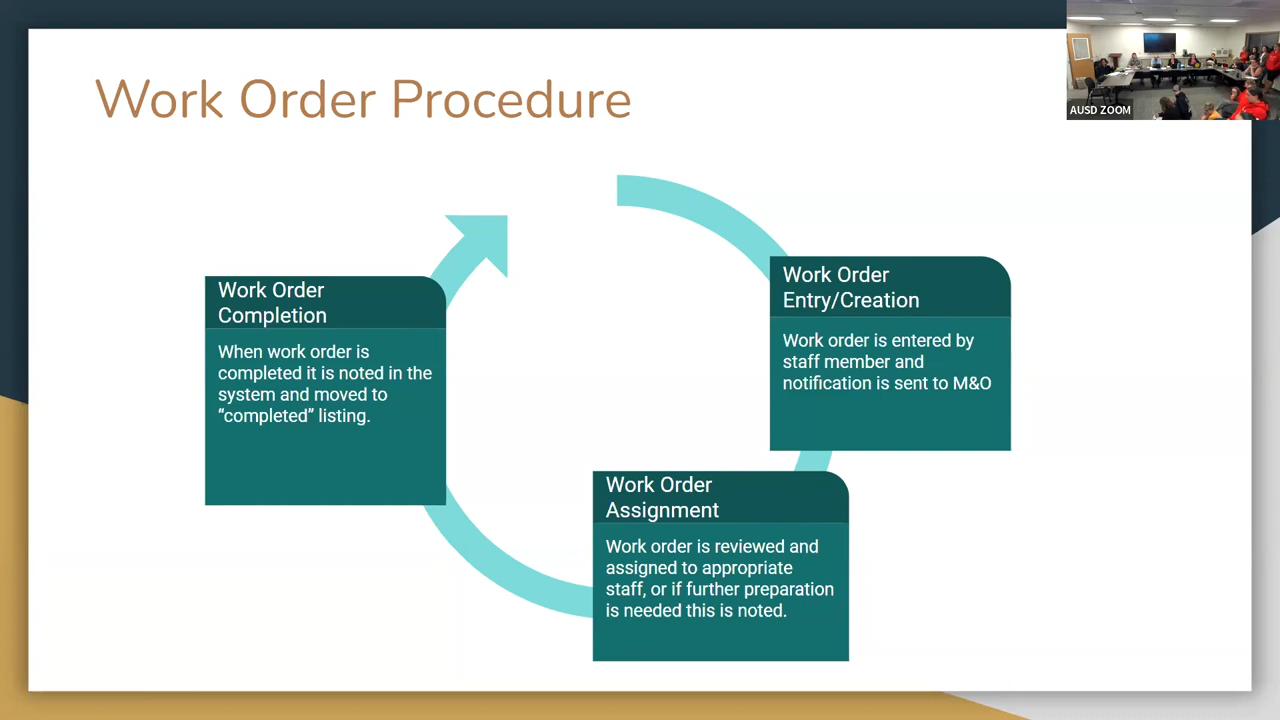 Work Order Procedure
AUSD ZOOM
Work Order
Entry/Creation
Work order is entered by
staff member and
notification is sent to M&O
Work Order
Assignment
Work order is reviewed and
assigned to appropriate
staff, or if further preparation
is needed this is noted.
Work Order
Completion
When work order is
completed it is noted in the
system and moved to
“completed” listing.